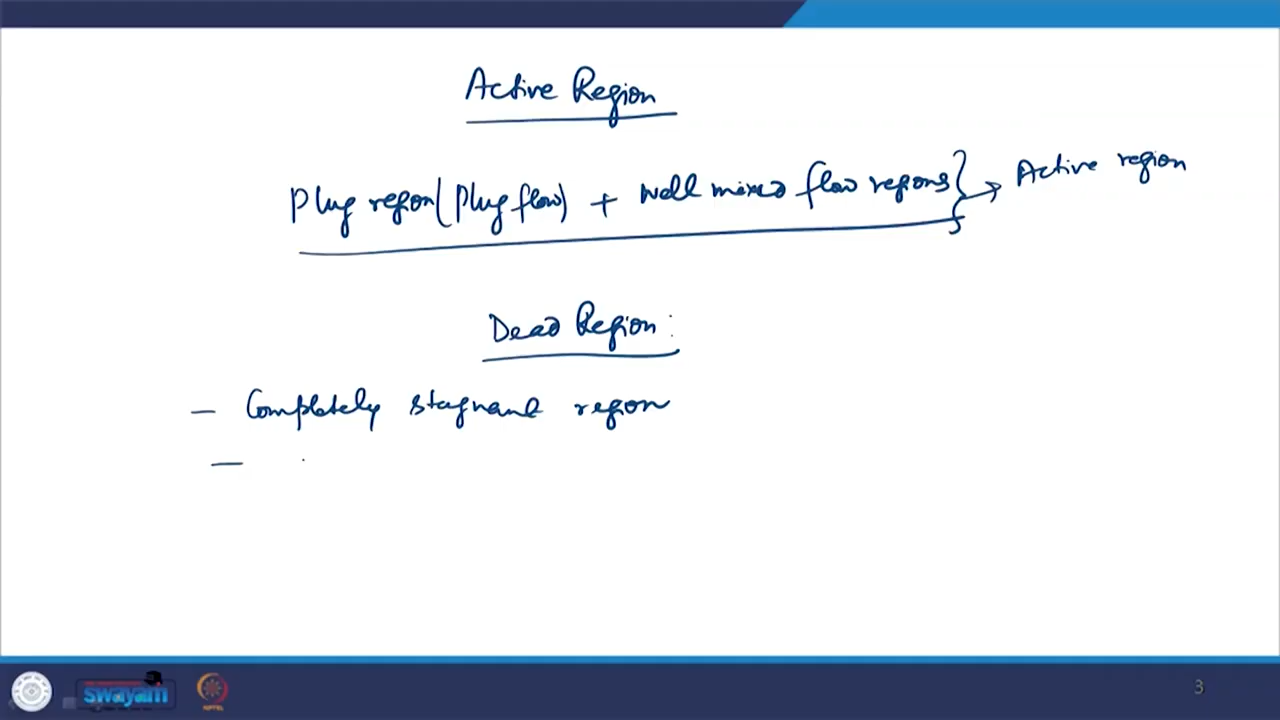 Active Region
Plug region (Plug flow) + Well mixed flow regions} → Active region
Dead Region:
— Completely stagnant region
—
swayam
NPTEL
3